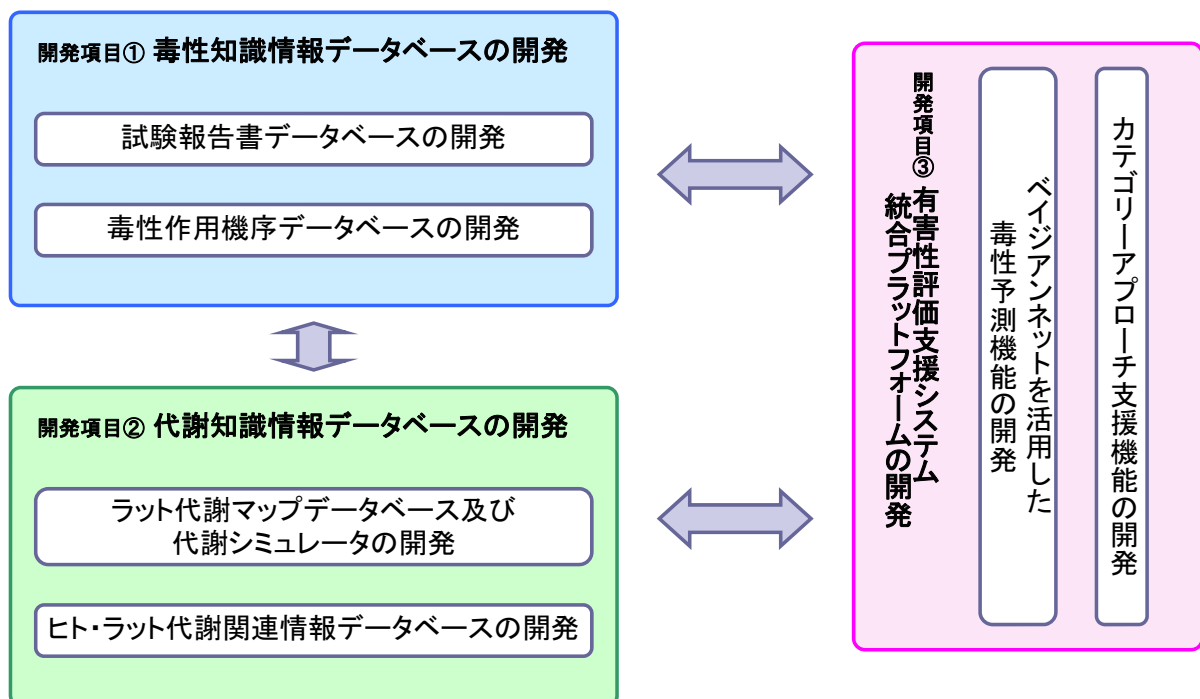 開発項目① 毒性知識情報データベースの開発
試験報告書データベースの開発
毒性作用機序データベースの開発
開発項目② 代謝知識情報データベースの開発
ラット代謝マップデータベース及び
代謝シミュレータの開発
ヒト・ラット代謝関連情報データベースの開発
開発項目③ 有害性評価支援システム
統合プラットフォームの開発
ベイジアンネットを活用した
毒性予測機能の開発
カテゴリーアプローチ支援機能の開発